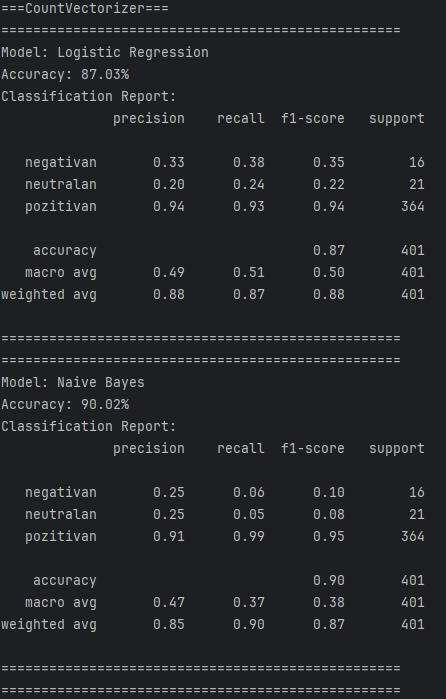 ===CountVectorizer===
==================================================
Model: Logistic Regression
Accuracy: 87.03%
Classification Report:
              precision    recall  f1-score   support

   negativan       0.33      0.38      0.35        16
   neutralan       0.20      0.24      0.22        21
   pozitivan       0.94      0.93      0.94       364

    accuracy                           0.87       401
   macro avg       0.49      0.51      0.50       401
weighted avg       0.88      0.87      0.88       401

==================================================
==================================================
Model: Naive Bayes
Accuracy: 90.02%
Classification Report:
              precision    recall  f1-score   support

   negativan       0.25      0.06      0.10        16
   neutralan       0.25      0.05      0.08        21
   pozitivan       0.91      0.99      0.95       364

    accuracy                           0.90       401
   macro avg       0.47      0.37      0.38       401
weighted avg       0.85      0.90      0.87       401

==================================================
==================================================